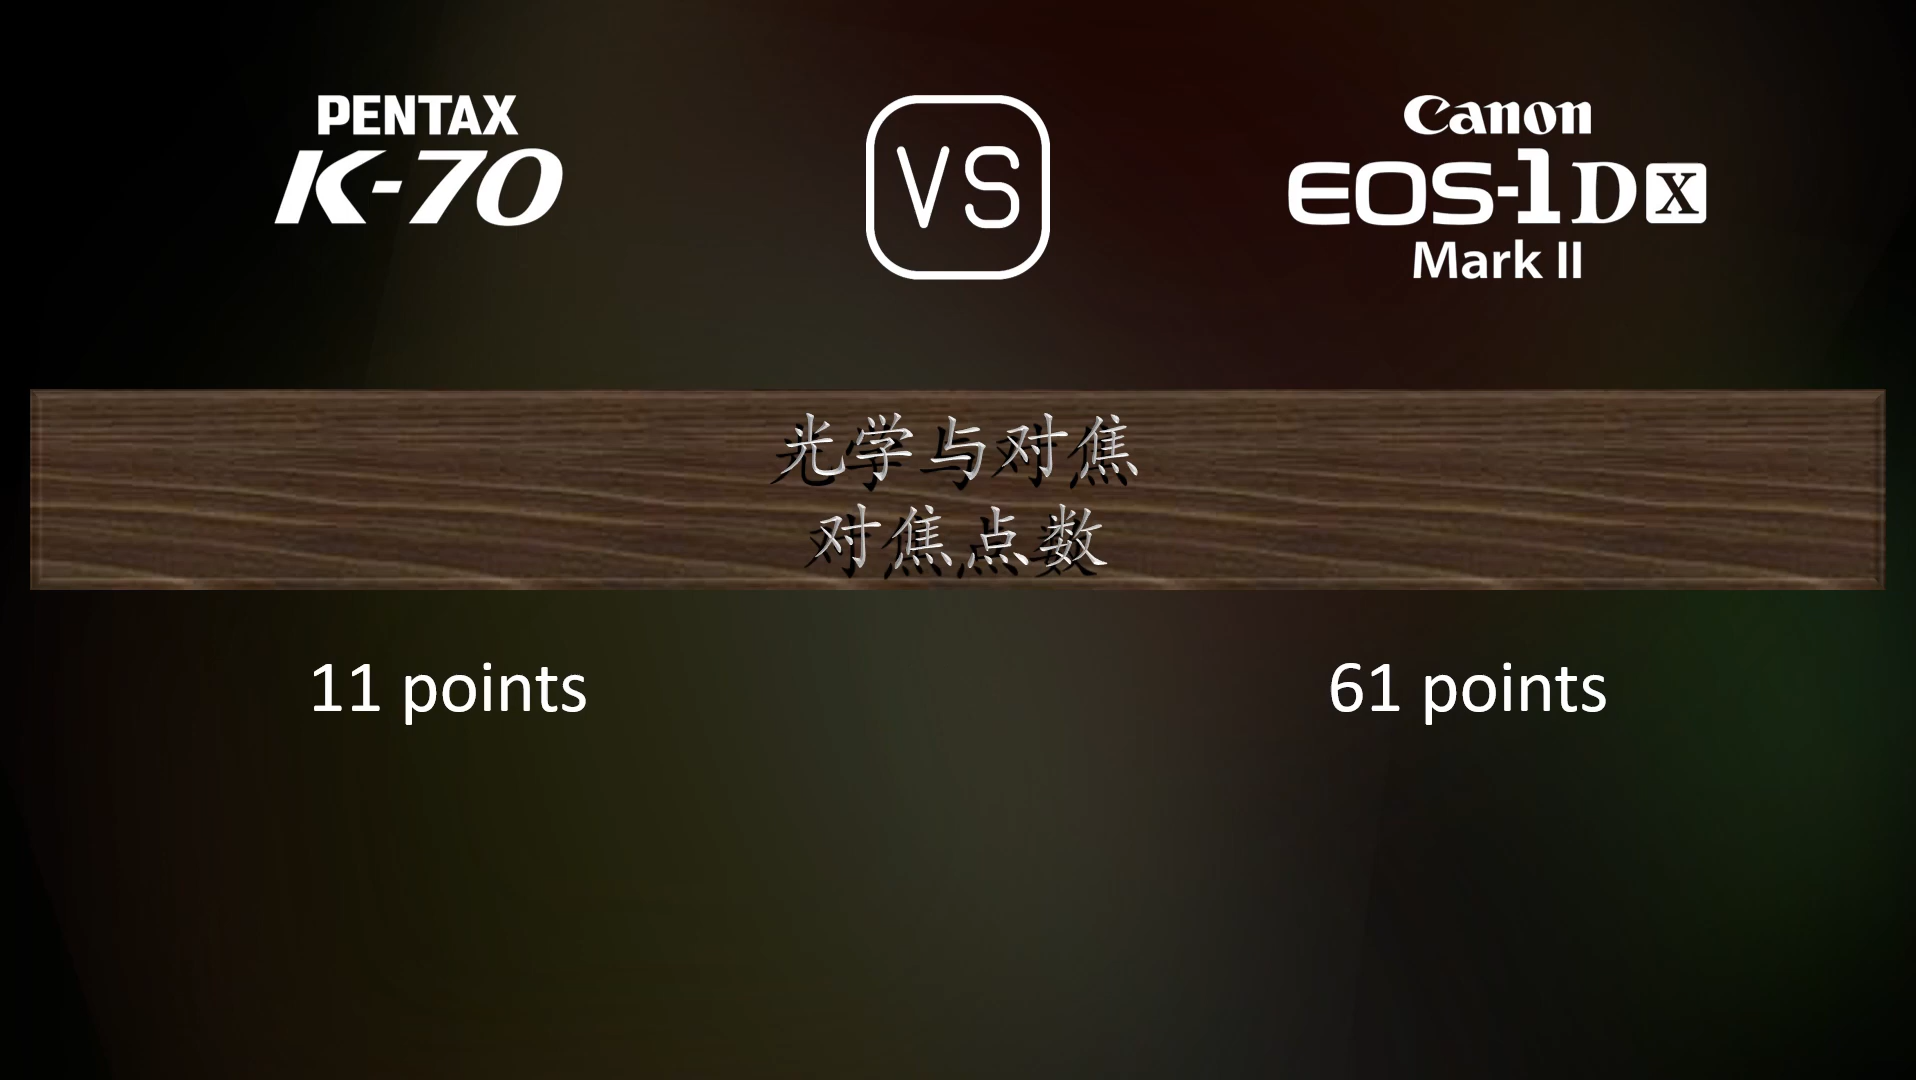 PENTAX
K-70
VS
Canon
EOS-1DX
Mark II
光学与对焦
对焦点数
11 points
61 points